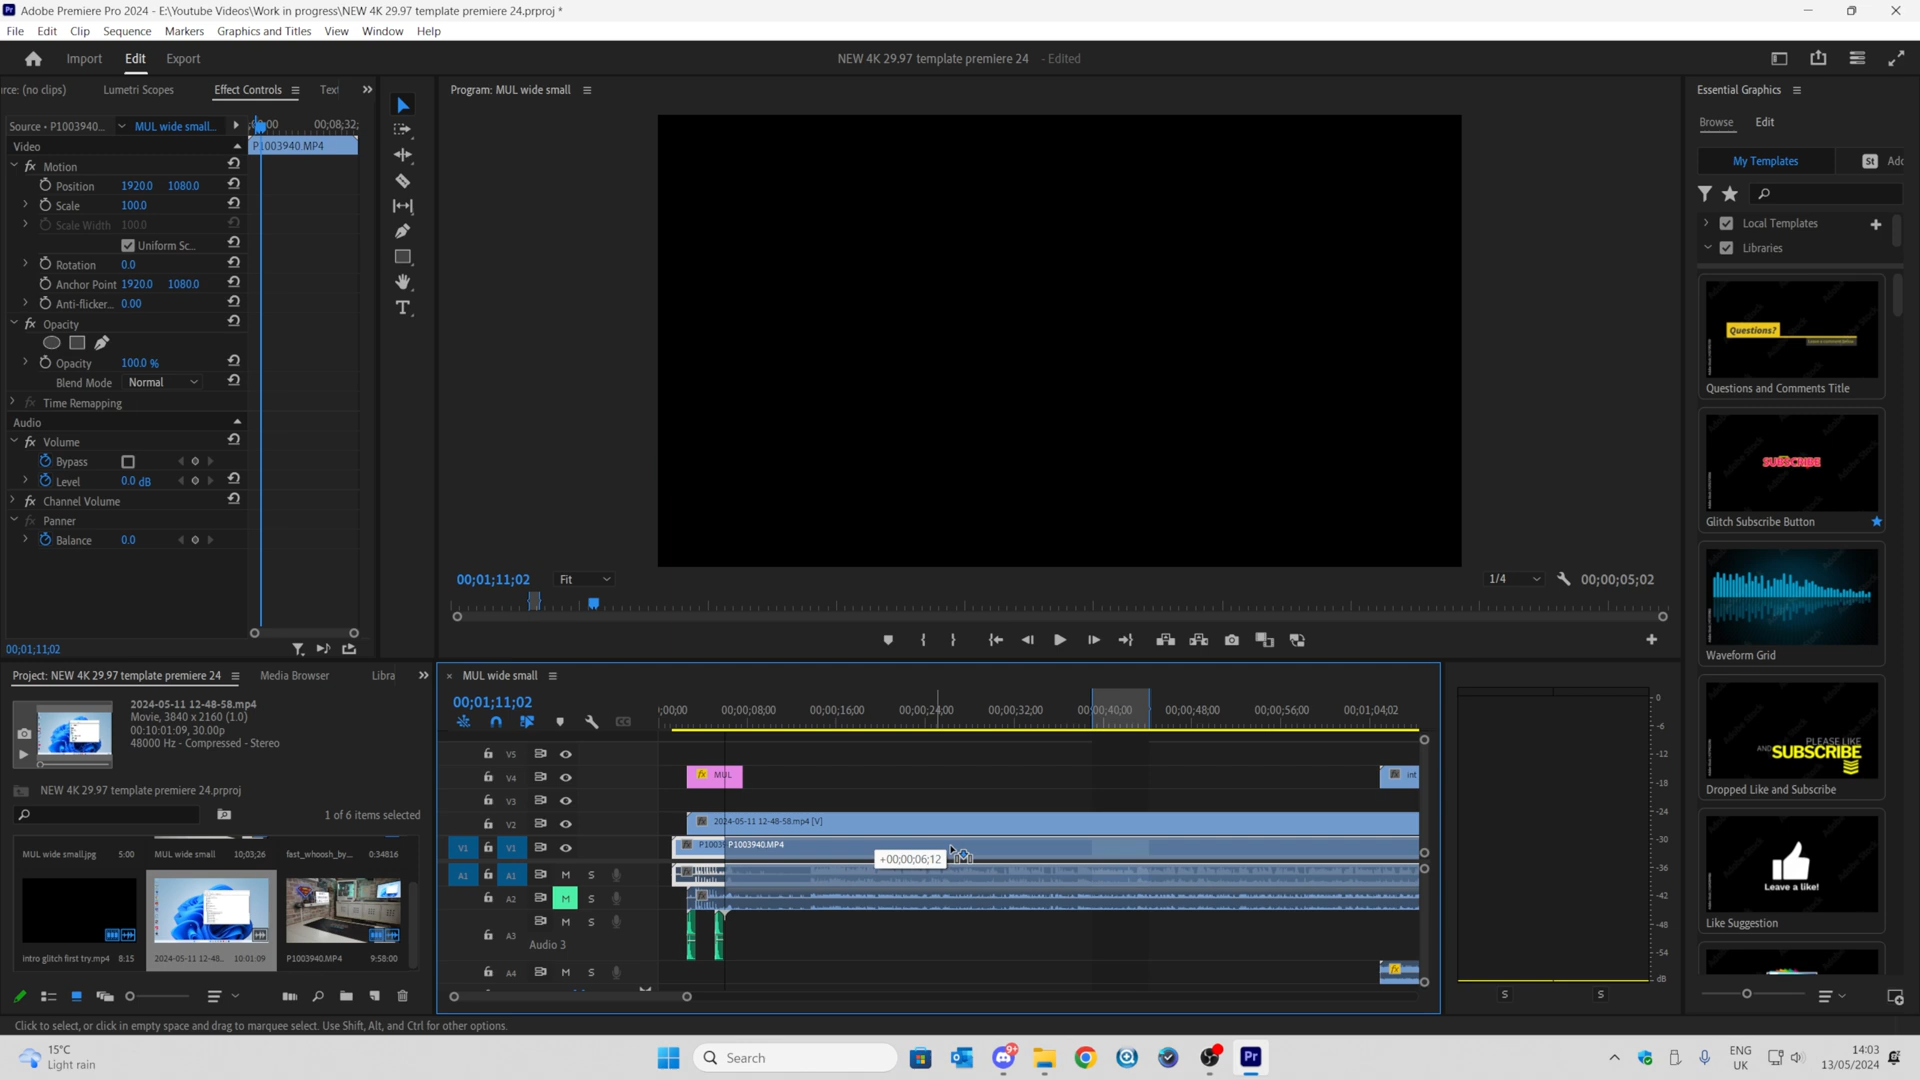 Adobe Premiere Pro 2024 - E:\Youtube Videos\Work in progress\NEW 4K 29.97 template premiere 24.prproj *
File Edit Clip Sequence Markers Graphics and Titles View Window Help
Import Edit Export
NEW 4K 29.97 template premiere 24 - Edited
rce: (no clips) Lumetri Scopes Effect Controls Text
Program: MUL wide small
Essential Graphics
Browse Edit
Source • P1003940... MUL wide small...
;00;00 00;08;32;
Video
P1003940.MP4
My Templates St Ado
Motion
Position 1920.0 1080.0
Scale 100.0
Scale Width 100.0
Uniform Sc...
Rotation 0.0
Anchor Point 1920.0 1080.0
Anti-flicker... 0.00
Opacity
Opacity 100.0 %
Blend Mode Normal
Time Remapping
Audio
Volume
Bypass
Level 0.0 dB
Channel Volume
Panner
Balance 0.0
00;01;11;02
Local Templates
Libraries
Questions?
Questions and Comments Title
SUBSCRIBE
Glitch Subscribe Button
Waveform Grid
PLEASE LIKE
AND SUBSCRIBE
Dropped Like and Subscribe
Leave a like!
Like Suggestion
00;01;11;02 Fit 1/4 00;00;05;02
Project: NEW 4K 29.97 template premiere 24 Media Browser Libra
2024-05-11 12-48-58.mp4
Movie, 3840 x 2160 (1.0)
00:10:01:09, 30.00p
48000 Hz - Compressed - Stereo
NEW 4K 29.97 template premiere 24.prproj
1 of 6 items selected
MUL wide small.jpg 5:00 MUL wide small 10;03;26 fast_whoosh_by... 0:34816
intro glitch first try.mp4 8:15 2024-05-11 12-48... 10:01:09 P1003940.MP4 9:58:00
MUL wide small
00;01;11;02
;00;00 00;00;08;00 00;00;16;00 00;00;24;00 00;00;32;00 00;00;40;00 00;00;48;00 00;00;56;00 00;01;04;02
V5
V4 fx MUL int
V3
V2 2024-05-11 12-48-58.mp4 [V]
V1 V1 P10039 P1003940.MP4
+00;00;06;12
A1 A1 M S
A2 M S
M S
A3
Audio 3
A4 M S
0
-6
-12
-18
-24
-30
-36
-42
-48
-54
dB
S S
Click to select, or click in empty space and drag to marquee select. Use Shift, Alt, and Ctrl for other options.
15°C
Light rain
Search
9+
Pr
ENG
UK
14:03
13/05/2024